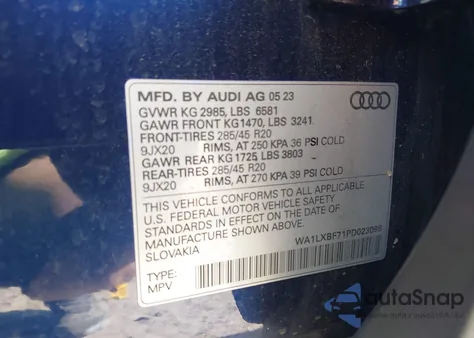 MFD. BY AUDI AG 05 23
GVWR KG 2985, LBS 6581
GAWR FRONT KG1470, LBS 3241
FRONT-TIRES 285/45 R20
9JX20 RIMS, AT 250 KPA 36 PSI COLD
GAWR REAR KG1725, LBS 3803
REAR-TIRES 285/45 R20
9JX20 RIMS, AT 270 KPA 39 PSI COLD
THIS VEHICLE CONFORMS TO ALL APPLICABLE
U.S. FEDERAL MOTOR VEHICLE SAFETY
STANDARDS IN EFFECT ON THE DATE OF
MANUFACTURE SHOWN ABOVE.
SLOVAKIA
WA1LXBF71PD023098
TYPE:
MPV
autoSnap